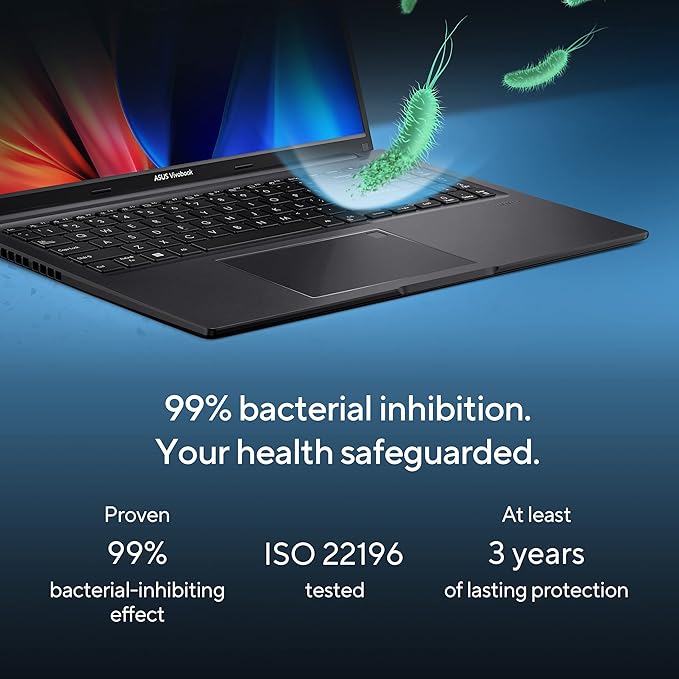 ASUS Vivobook
99% bacterial inhibition.
Your health safeguarded.
Proven
99%
bacterial-inhibiting
effect
ISO 22196
tested
At least
3 years
of lasting protection